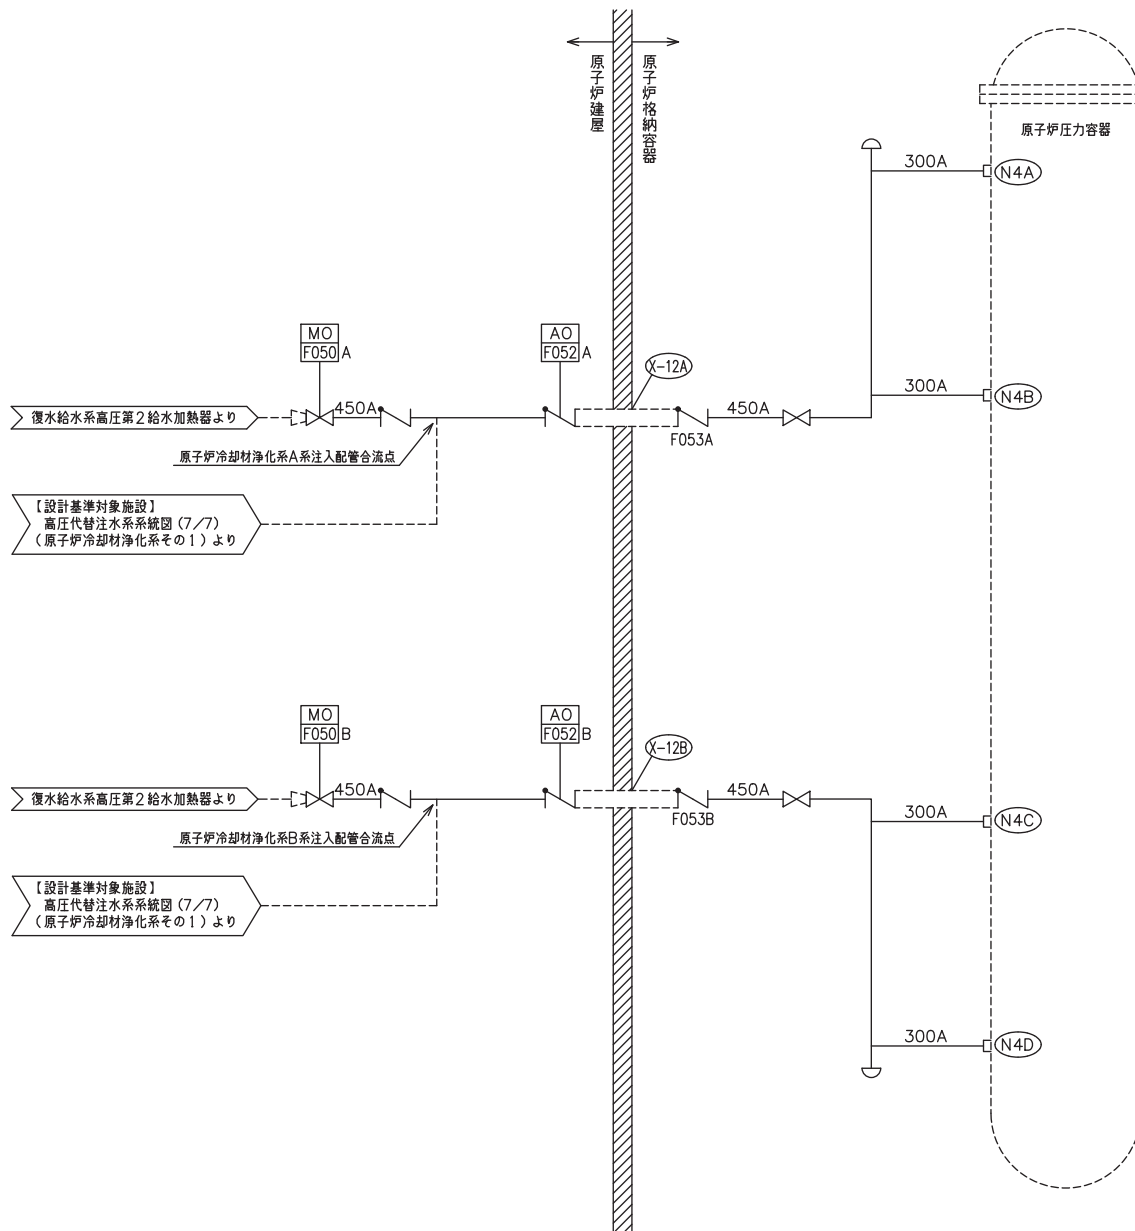 原子炉建屋
原子炉格納容器
原子炉圧力容器
300A
N4A
MO
F050 A
AO
F052 A
X-12A
300A
N4B
復水給水系高圧第2給水加熱器より
450A
450A
F053A
原子炉冷却材浄化系A系注入配管合流点
【設計基準対象施設】
高圧代替注水系系統図(7/7)
(原子炉冷却材浄化系その1)より
MO
F050 B
AO
F052 B
X-12B
復水給水系高圧第2給水加熱器より
450A
450A
F053B
300A
N4C
原子炉冷却材浄化系B系注入配管合流点
【設計基準対象施設】
高圧代替注水系系統図(7/7)
(原子炉冷却材浄化系その1)より
300A
N4D